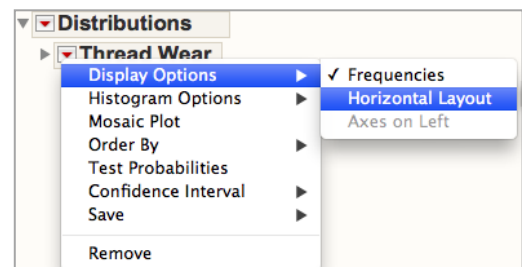 Distributions
Thread Wear
Display Options
✓ Frequencies
Histogram Options
Horizontal Layout
Mosaic Plot
Axes on Left
Order By
Test Probabilities
Confidence Interval
Save
Remove